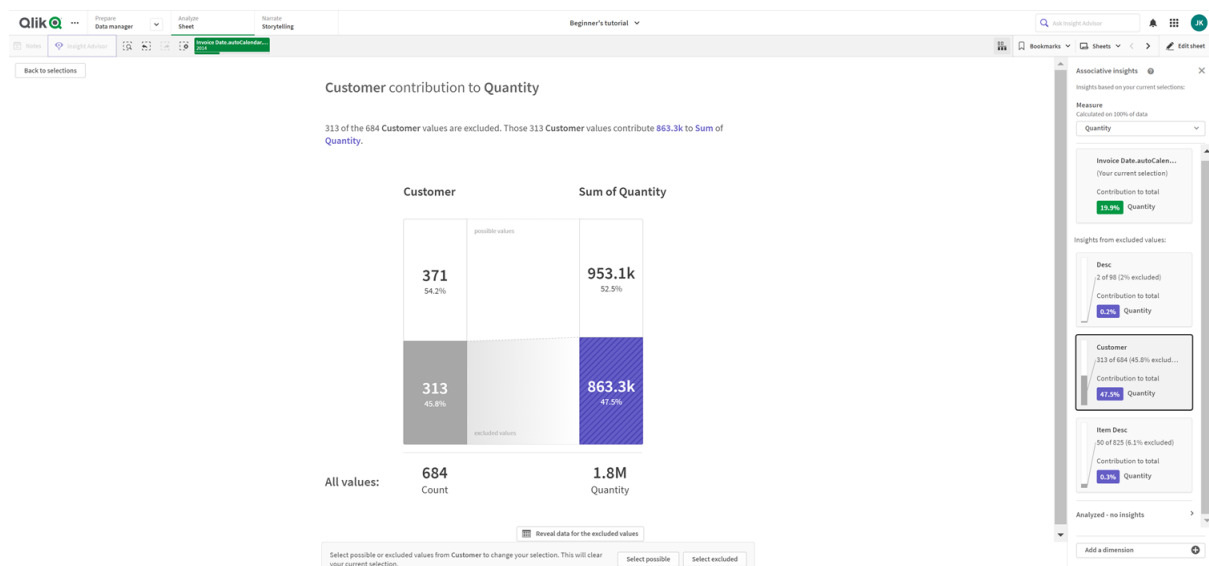 Qlik
Prepare
Data manager
Analyze
Sheet
Narrate
Storytelling
Beginner's tutorial
Ask Insight Advisor
JK
Notes
Insight Advisor
Invoice Date.autoCalendar...
2014
Bookmarks
Sheets
Edit sheet
Back to selections
Customer contribution to Quantity
313 of the 684 Customer values are excluded. Those 313 Customer values contribute 863.3k to Sum of
Quantity.
Customer
Sum of Quantity
possible values
371
54.2%
953.1k
52.5%
313
45.8%
863.3k
47.5%
excluded values
All values:
684
Count
1.8M
Quantity
Reveal data for the excluded values
Select possible or excluded values from Customer to change your selection. This will clear
your current selection.
Select possible
Select excluded
Associative insights
Insights based on your current selections:
Measure
Calculated on 100% of data
Quantity
Invoice Date.autoCalen...
(Your current selection)
Contribution to total
19.9% Quantity
Insights from excluded values:
Desc
2 of 98 (2% excluded)
Contribution to total
0.2% Quantity
Customer
313 of 684 (45.8% exclud...
Contribution to total
47.5% Quantity
Item Desc
50 of 825 (6.1% excluded)
Contribution to total
0.3% Quantity
Analyzed - no insights
Add a dimension